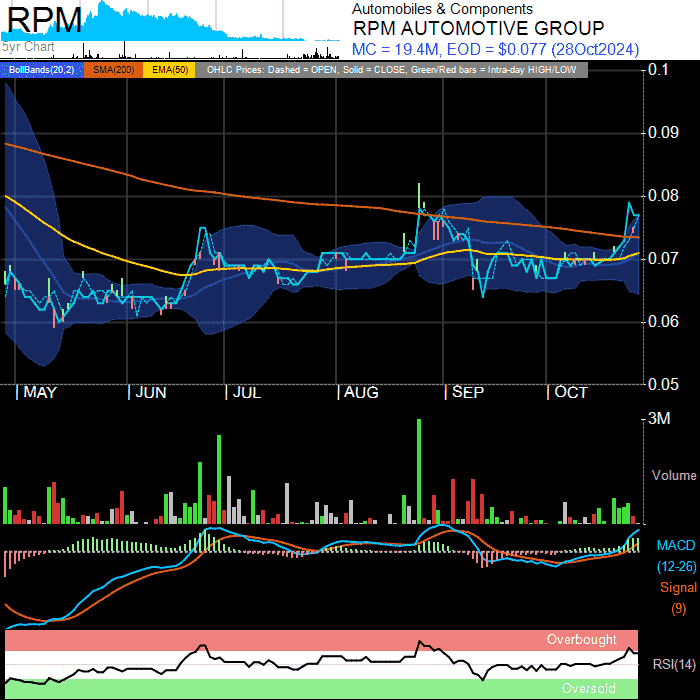 RPM
5yr Chart
Automobiles & Components
RPM AUTOMOTIVE GROUP
MC = 19.4M, EOD = $0.077 (28Oct2024)
BollBands(20,2) SMA(200) EMA(50) OHLC Prices: Dashed = OPEN, Solid = CLOSE, Green/Red bars = Intra-day HIGH/LOW
0.1
0.09
0.08
0.07
0.06
0.05
MAY JUN JUL AUG SEP OCT
3M
Volume
MACD
(12-26)
Signal
(9)
Overbought
RSI(14)
Oversold